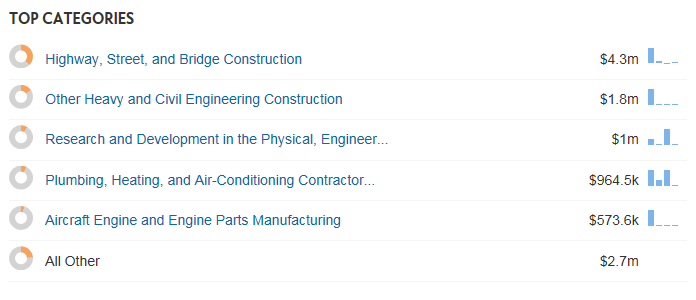 TOP CATEGORIES
Highway, Street, and Bridge Construction $4.3m
Other Heavy and Civil Engineering Construction $1.8m
Research and Development in the Physical, Engineer... $1m
Plumbing, Heating, and Air-Conditioning Contractor... $964.5k
Aircraft Engine and Engine Parts Manufacturing $573.6k
All Other $2.7m